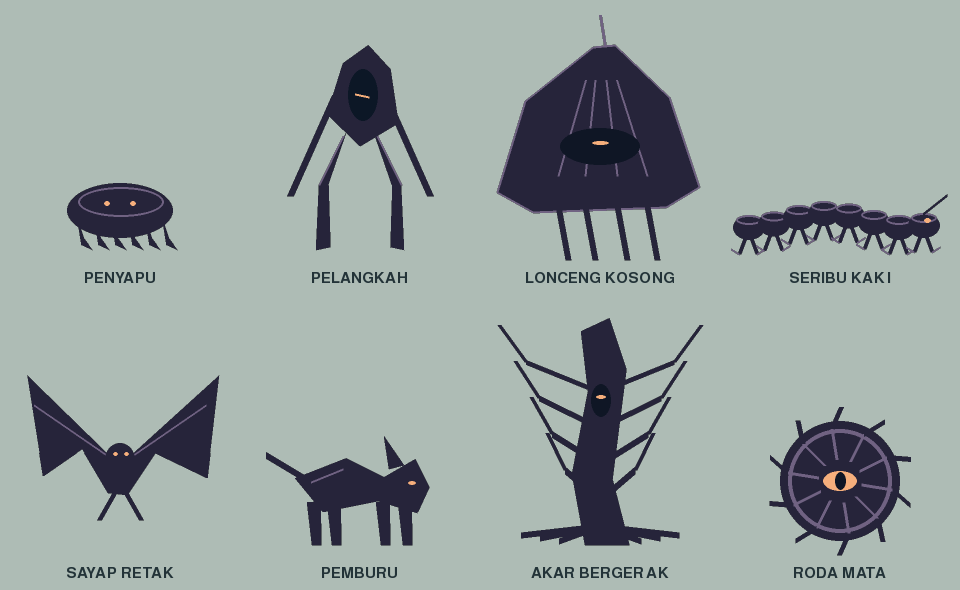 PENYAPU
PELANGKAH
LONCENG KOSONG
SERIBU KAKI
SAYAP RETAK
PEMBURU
AKAR BERGERAK
RODA MATA